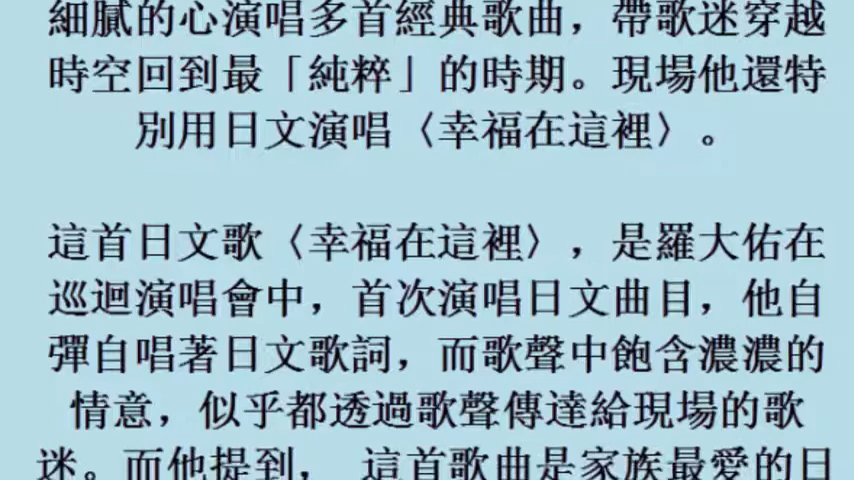 細膩的心演唱多首經典歌曲，帶歌迷穿越
時空回到最「純粹」的時期。現場他還特
別用日文演唱〈幸福在這裡〉。
這首日文歌〈幸福在這裡〉，是羅大佑在
巡迴演唱會中，首次演唱日文曲目，他自
彈自唱著日文歌詞，而歌聲中飽含濃濃的
情意，似乎都透過歌聲傳達給現場的歌
迷。而他提到， 這首歌曲是家族最愛的日